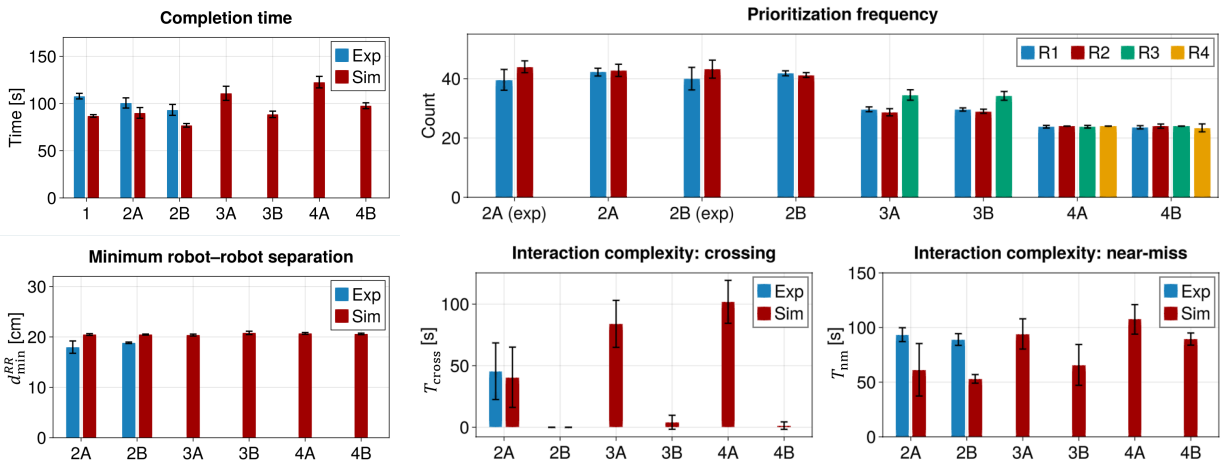 Completion time
Time [s]
150
100
50
0
Exp
Sim
1 2A 2B 3A 3B 4A 4B
Prioritization frequency
Count
40
20
0
R1 R2 R3 R4
2A (exp) 2A 2B (exp) 2B 3A 3B 4A 4B
Minimum robot–robot separation
d_min^RR [cm]
30
20
10
0
Exp
Sim
2A 2B 3A 3B 4A 4B
Interaction complexity: crossing
T_cross [s]
100
50
0
Exp
Sim
2A 2B 3A 3B 4A 4B
Interaction complexity: near-miss
T_nm [s]
150
100
50
0
Exp
Sim
2A 2B 3A 3B 4A 4B